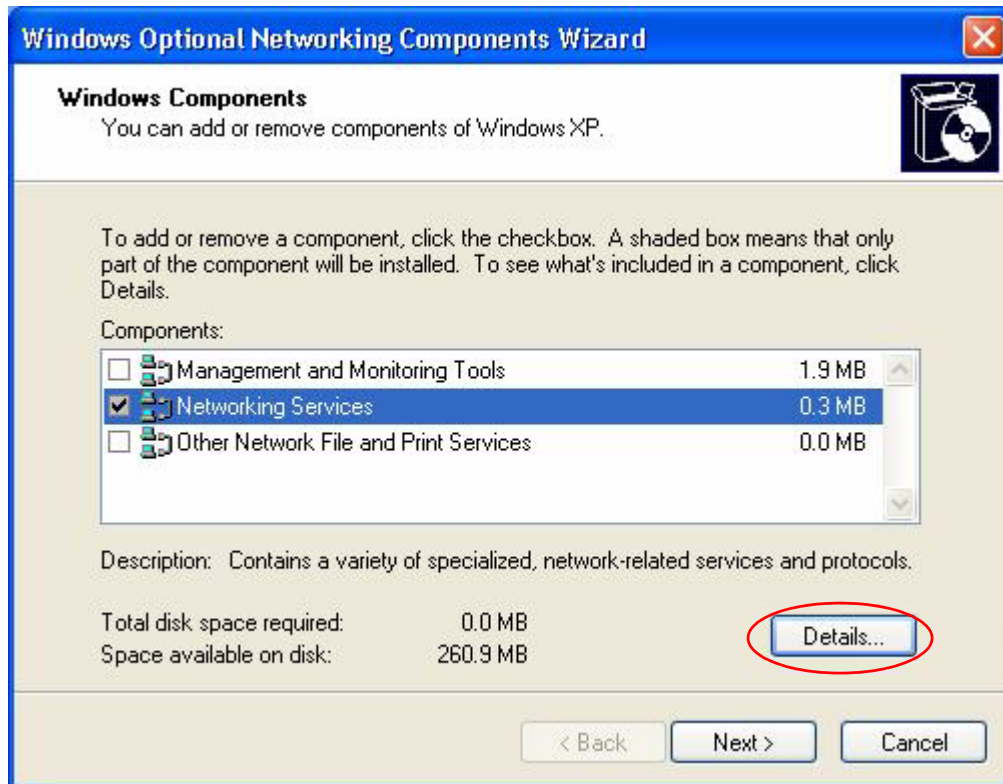 Windows Optional Networking Components Wizard
Windows Components
You can add or remove components of Windows XP.
To add or remove a component, click the checkbox. A shaded box means that only
part of the component will be installed. To see what's included in a component, click
Details.
Components:
Management and Monitoring Tools 1.9 MB
Networking Services 0.3 MB
Other Network File and Print Services 0.0 MB
Description: Contains a variety of specialized, network-related services and protocols.
Total disk space required: 0.0 MB
Space available on disk: 260.9 MB
Details...
< Back Next > Cancel